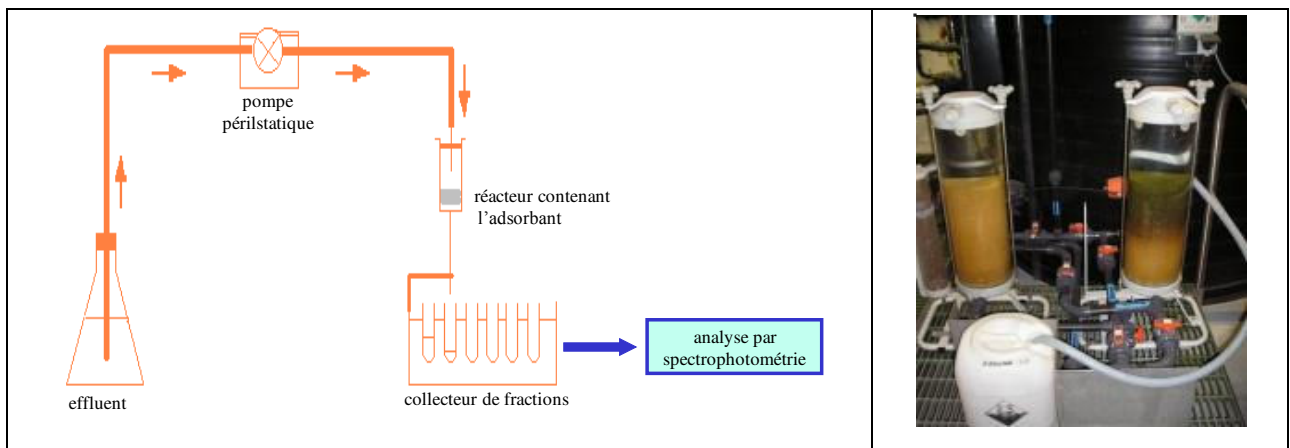 pompe
périlstatique
réacteur contenant
l'adsorbant
analyse par
spectrophotométrie
effluent
collecteur de fractions